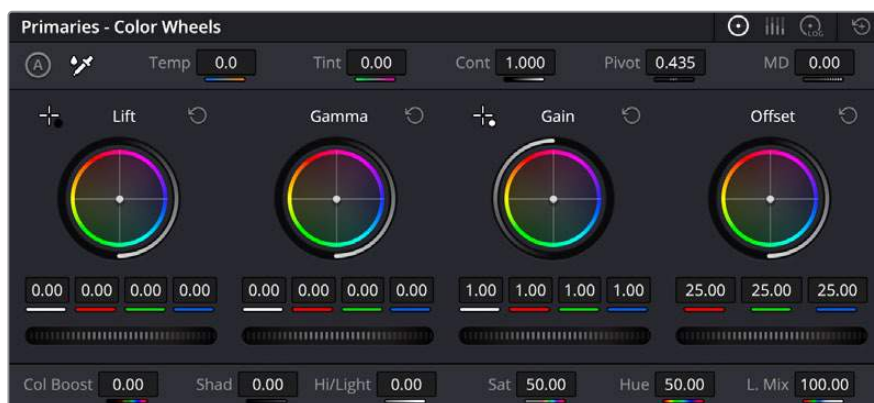 Primaries - Color Wheels
LOG
A Temp 0.0 Tint 0.00 Cont 1.000 Pivot 0.435 MD 0.00
Lift Gamma Gain Offset
0.00 0.00 0.00 0.00 0.00 0.00 0.00 0.00 1.00 1.00 1.00 1.00 25.00 25.00 25.00
Col Boost 0.00 Shad 0.00 Hi/Light 0.00 Sat 50.00 Hue 50.00 L. Mix 100.00